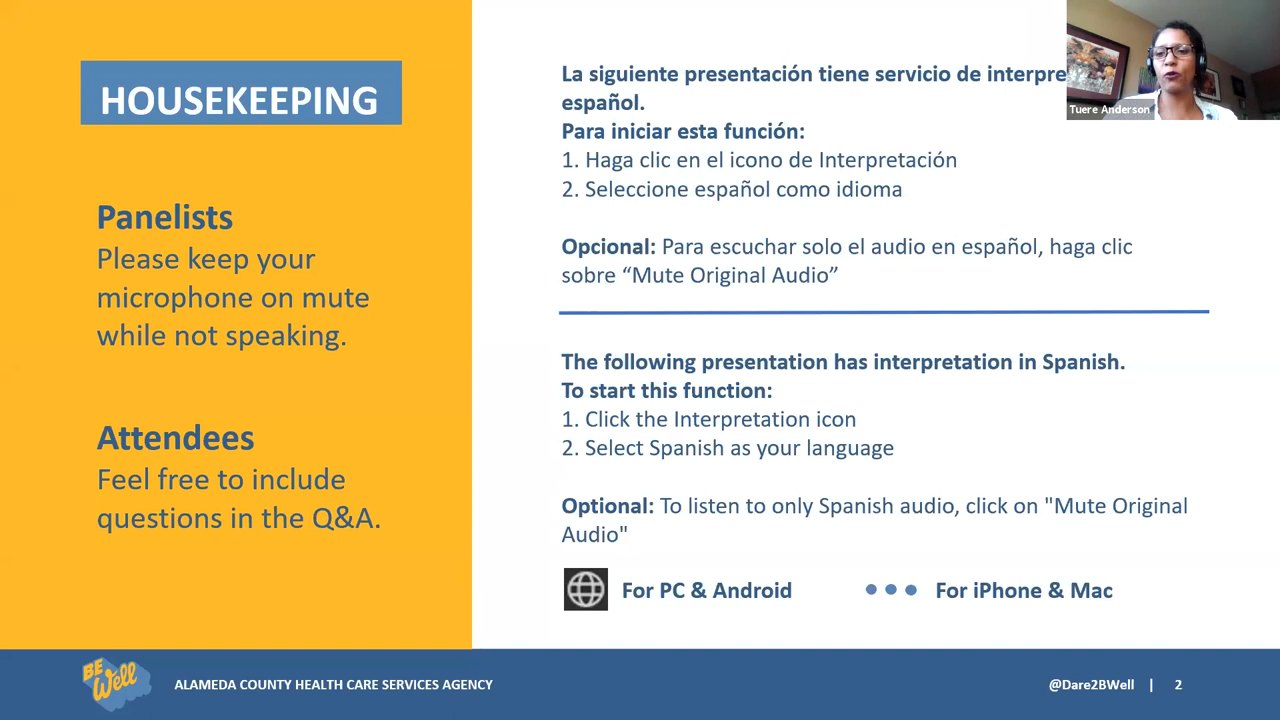 HOUSEKEEPING
Panelists
Please keep your
microphone on mute
while not speaking.
Attendees
Feel free to include
questions in the Q&A.
La siguiente presentación tiene servicio de interpre
español.
Para iniciar esta función:
1. Haga clic en el icono de Interpretación
2. Seleccione español como idioma
Opcional: Para escuchar solo el audio en español, haga clic
sobre “Mute Original Audio”
The following presentation has interpretation in Spanish.
To start this function:
1. Click the Interpretation icon
2. Select Spanish as your language
Optional: To listen to only Spanish audio, click on "Mute Original
Audio"
For PC & Android
For iPhone & Mac
Tuere Anderson
BE
Well
ALAMEDA COUNTY HEALTH CARE SERVICES AGENCY
@Dare2BWell | 2